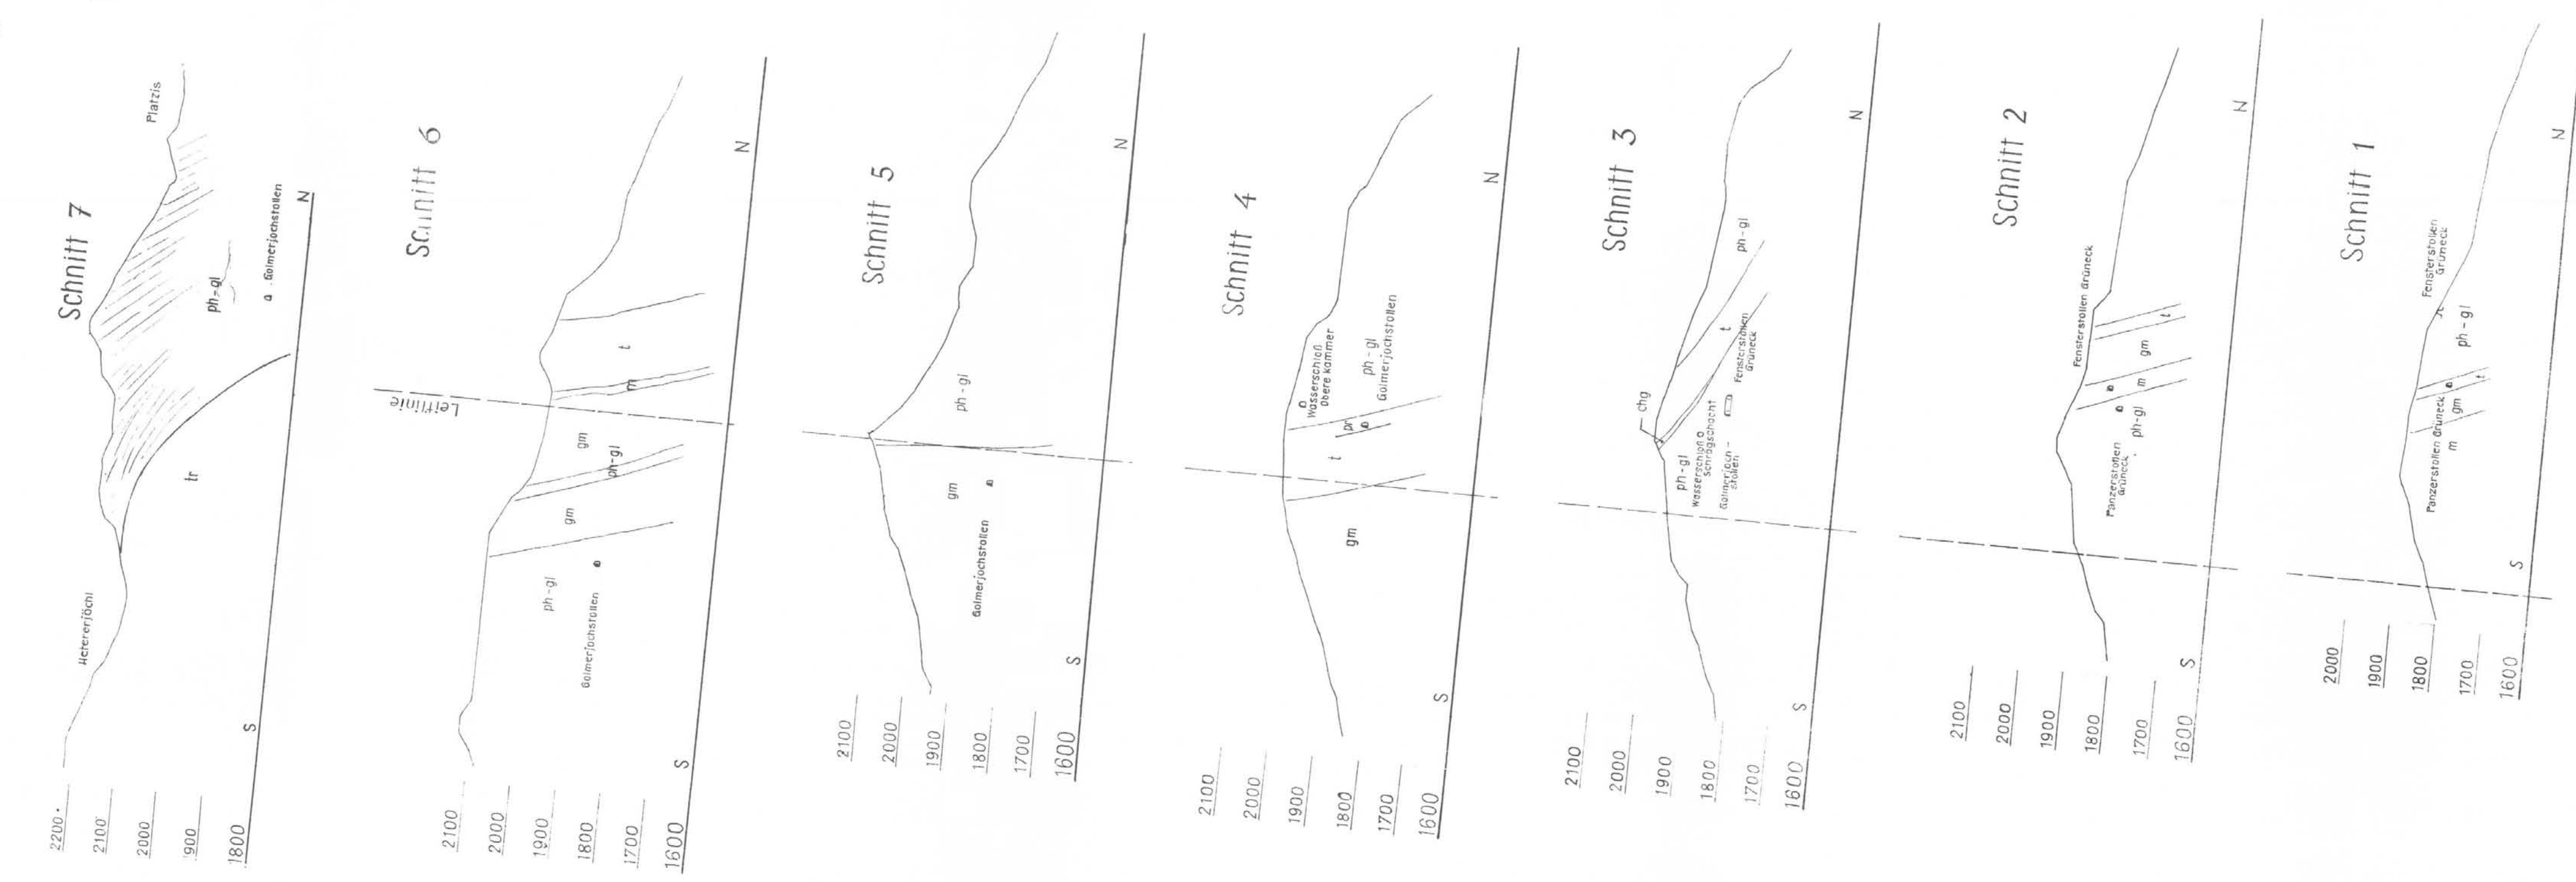 Schnitt 7
Platzis
Hetererjöchl
ph-gl
Golmerjochstollen
tr
N
S
2200
2100
2000
1900
1800
Schnitt 6
Leitlinie
t
m
gm
ph-gl
gm
ph-gl
Golmerjochstollen
N
S
2100
2000
1900
1800
1700
1600
Schnitt 5
ph-gl
gm
Golmerjochstollen
N
S
2100
2000
1900
1800
1700
1600
Schnitt 4
Wasserschloß
Obere Kammer
ph-gl
Golmerjochstollen
t
gm
N
S
2100
2000
1900
1800
1700
1600
Schnitt 3
chg
ph-gl
t
Fensterstollen
Grüneck
ph-gl
Wasserschloß
Schrägschacht
Golmerjoch-
stollen
N
S
2100
2000
1900
1800
1700
1600
Schnitt 2
Fensterstollen Grüneck
t
gm
m
ph-gl
Panzerstollen
Grüneck
N
S
2100
2000
1900
1800
1700
1600
Schnitt 1
Fensterstollen
Grüneck
ph-gl
t
gm
m
Panzerstollen Grüneck
N
S
2000
1900
1800
1700
1600